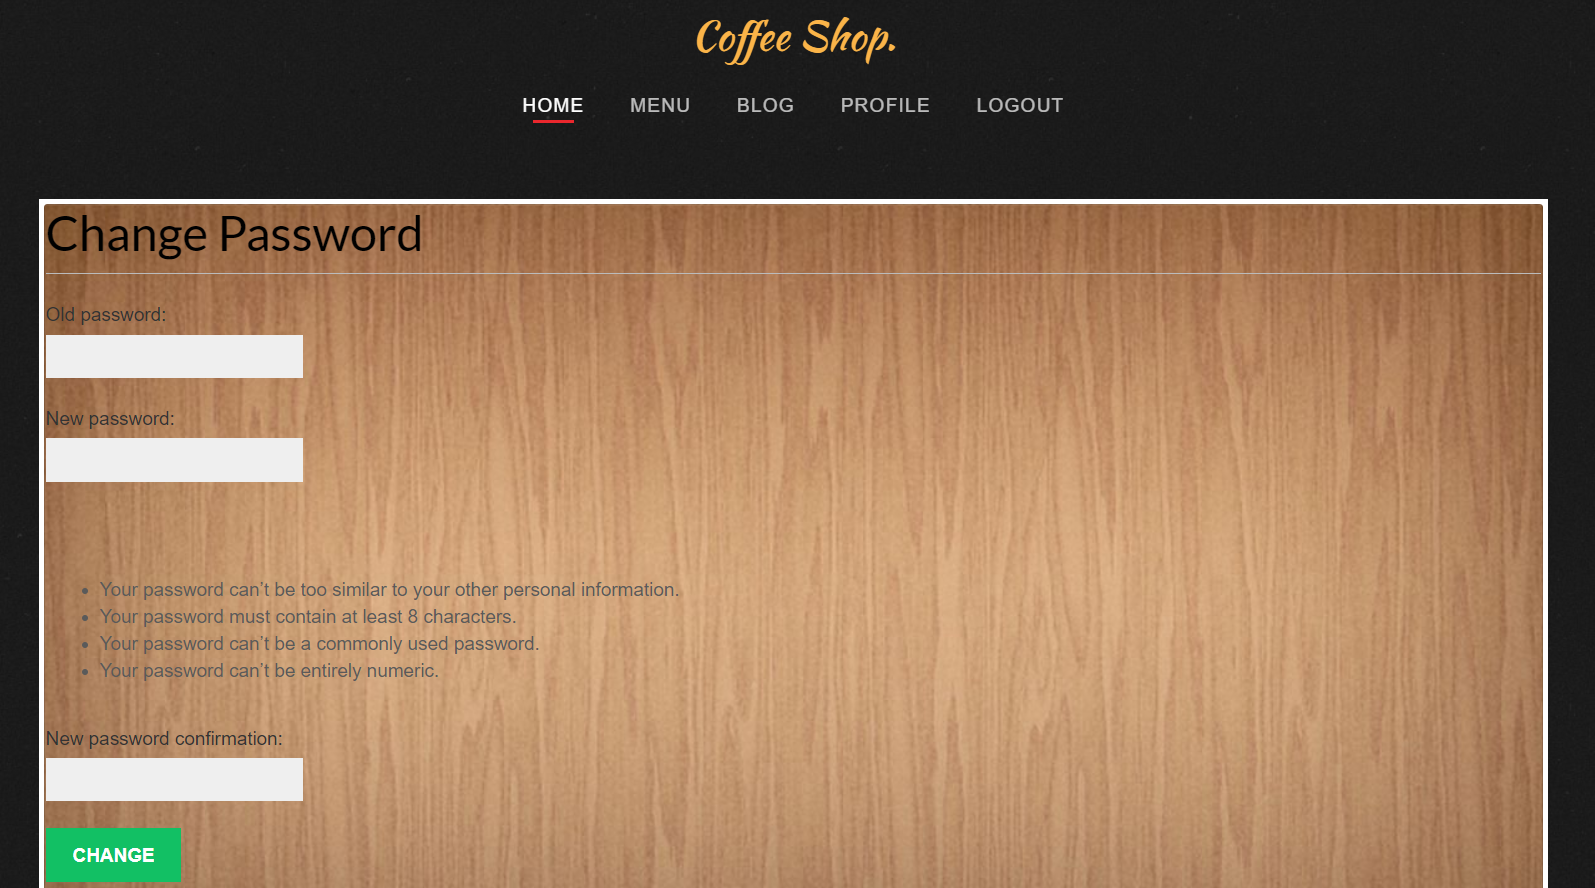 Coffee Shop.
HOME MENU BLOG PROFILE LOGOUT
Change Password
Old password:
New password:
• Your password can't be too similar to your other personal information.
• Your password must contain at least 8 characters.
• Your password can't be a commonly used password.
• Your password can't be entirely numeric.
New password confirmation:
CHANGE